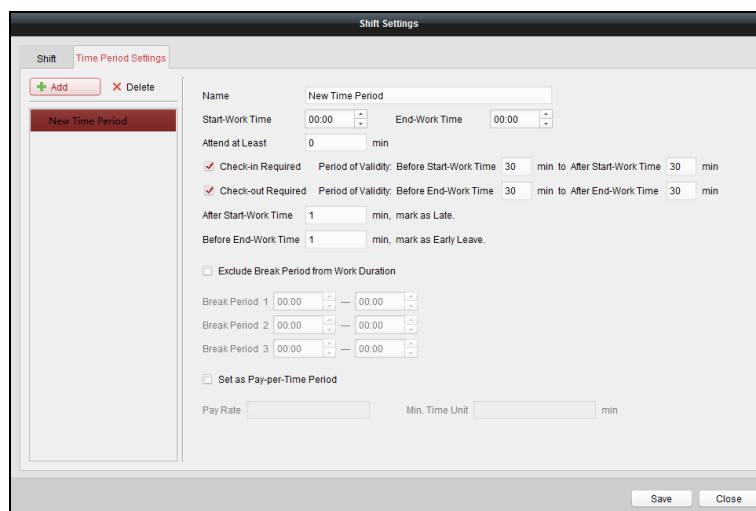 Shift Settings
Shift Time Period Settings
Add Delete
New Time Period
Name New Time Period
Start-Work Time 00:00 End-Work Time 00:00
Attend at Least 0 min
Check-in Required Period of Validity: Before Start-Work Time 30 min to After Start-Work Time 30 min
Check-out Required Period of Validity: Before End-Work Time 30 min to After End-Work Time 30 min
After Start-Work Time 1 min, mark as Late.
Before End-Work Time 1 min, mark as Early Leave.
Exclude Break Period from Work Duration
Break Period 1 00:00 — 00:00
Break Period 2 00:00 — 00:00
Break Period 3 00:00 — 00:00
Set as Pay-per-Time Period
Pay Rate Min. Time Unit min
Save Close